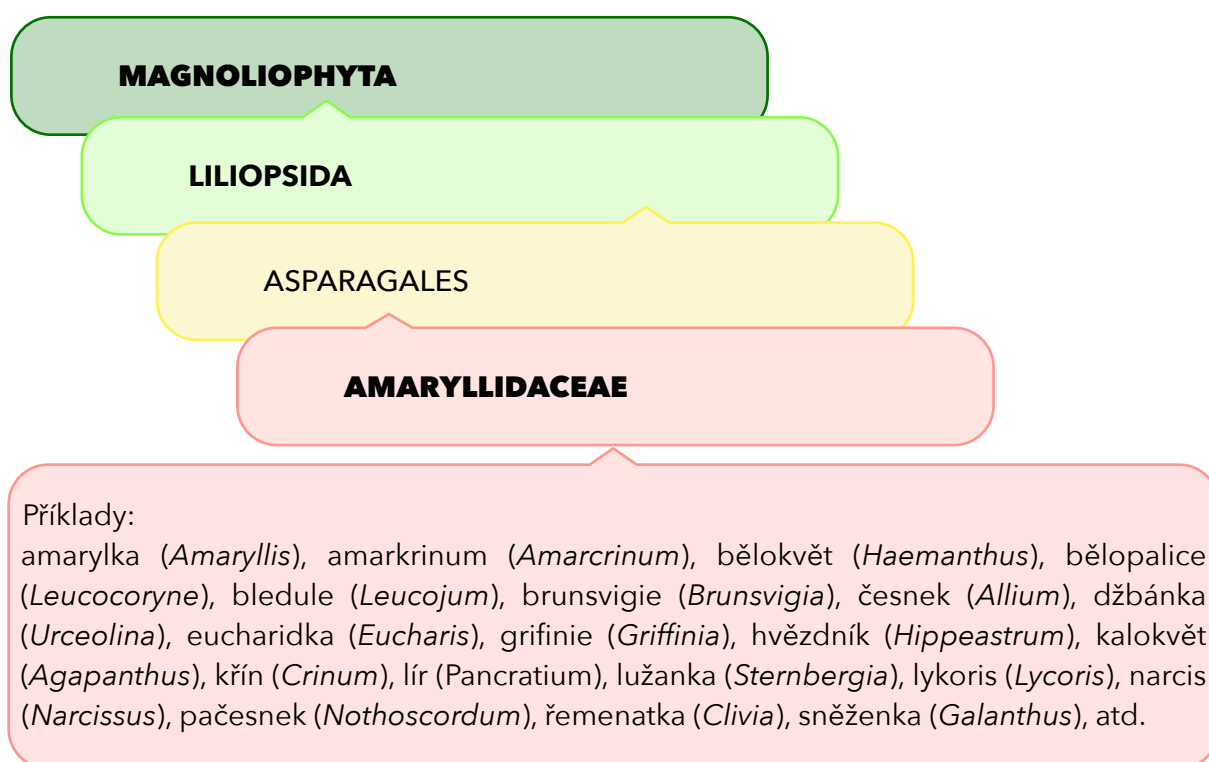 MAGNOLIOPHYTA
LILIOPSIDA
ASPARAGALES
AMARYLLIDACEAE
Příklady:
amarylka (Amaryllis), amarkrinum (Amarcrinum), bělokvět (Haemanthus), bělopalice
(Leucocoryne), bledule (Leucojum), brunsvigie (Brunsvigia), česnek (Allium), džbánka
(Urceolina), eucharidka (Eucharis), grifinie (Griffinia), hvězdník (Hippeastrum), kalokvět
(Agapanthus), křín (Crinum), lír (Pancratium), lužanka (Sternbergia), lykoris (Lycoris), narcis
(Narcissus), pačesnek (Nothoscordum), řemenatka (Clivia), sněženka (Galanthus), atd.